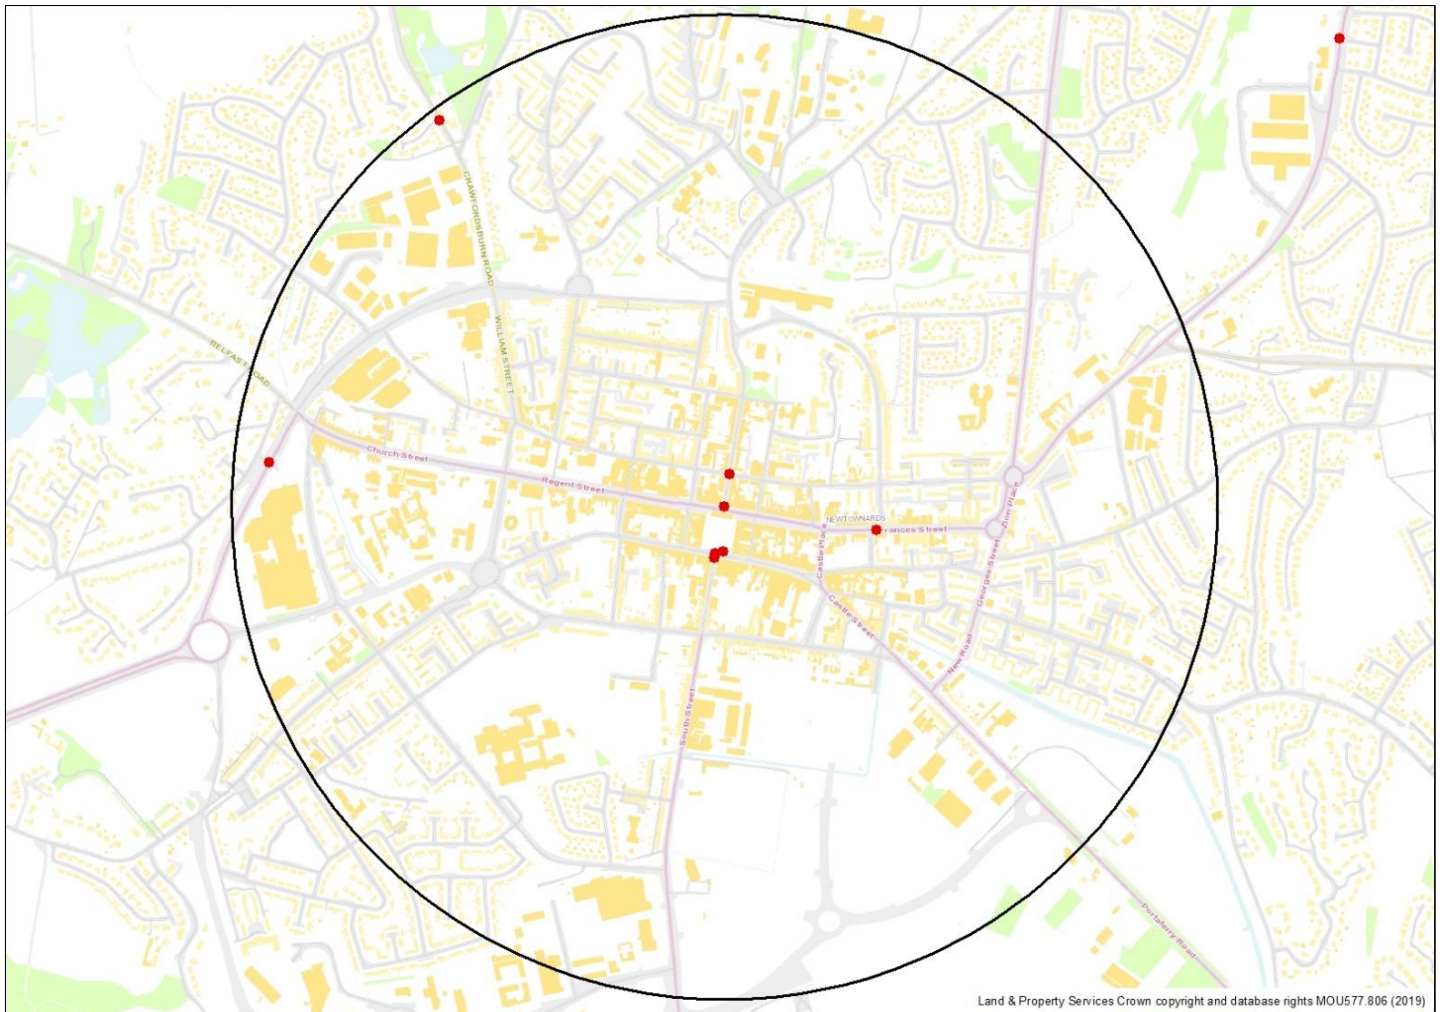 CRAWFORDSBURN ROAD
WILLIAM STREET
BELFAST ROAD
Church Street
Regent Street
NEWTOWNARDS
Frances Street
Zion Place
Castle Place
Georges Street
Castle Street
New Road
South Street
Portaferry Road
Land & Property Services Crown copyright and database rights MOU577.806 (2019)